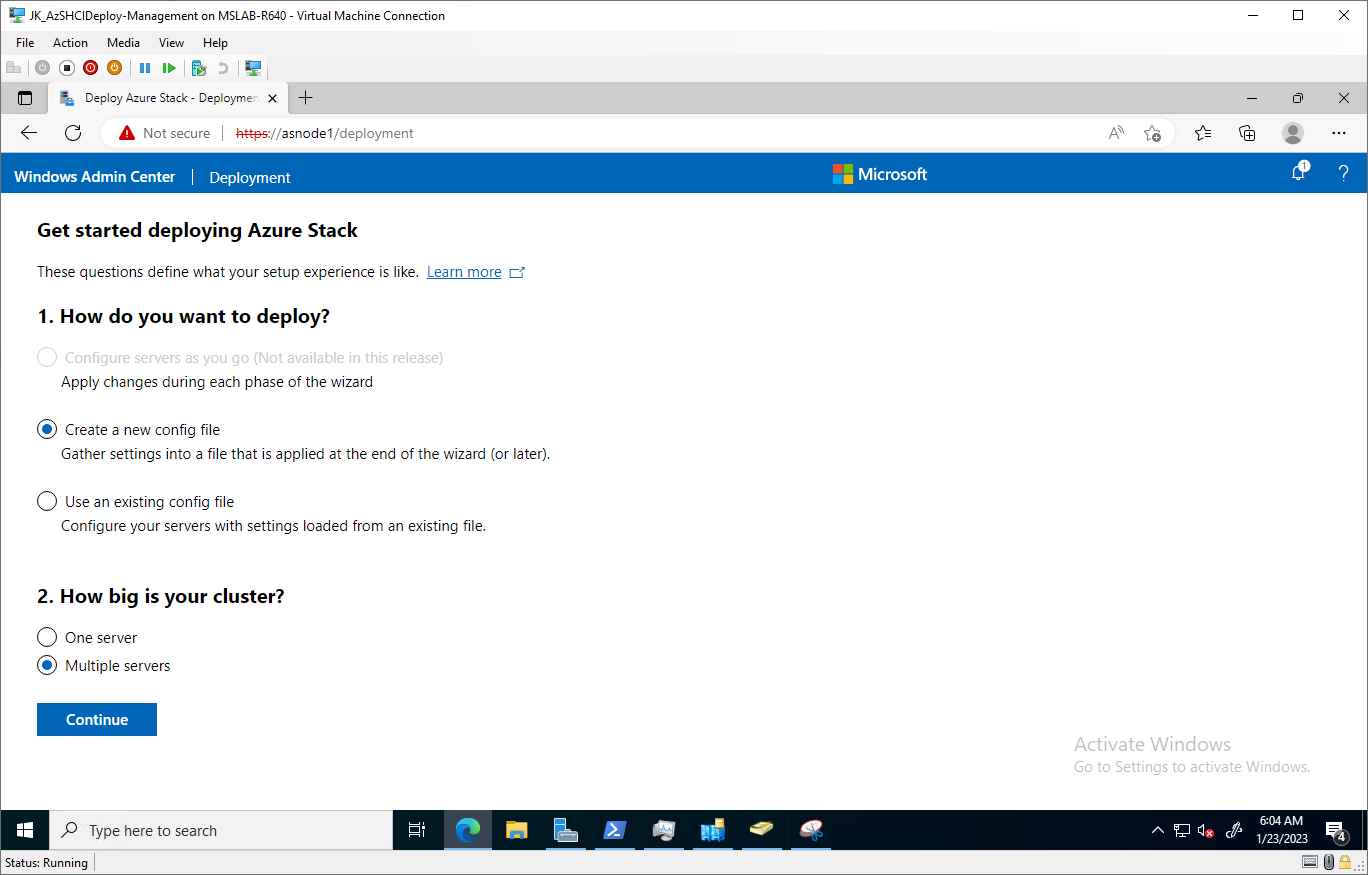 JK_AzSHCIDeploy-Management on MSLAB-R640 - Virtual Machine Connection
File Action Media View Help
Deploy Azure Stack - Deploymen
Not secure https://asnode1/deployment
Windows Admin Center Deployment Microsoft 1 ?
Get started deploying Azure Stack
These questions define what your setup experience is like. Learn more
1. How do you want to deploy?
Configure servers as you go (Not available in this release)
Apply changes during each phase of the wizard
Create a new config file
Gather settings into a file that is applied at the end of the wizard (or later).
Use an existing config file
Configure your servers with settings loaded from an existing file.
2. How big is your cluster?
One server
Multiple servers
Continue
Activate Windows
Go to Settings to activate Windows.
Type here to search
6:04 AM
1/23/2023
4
Status: Running